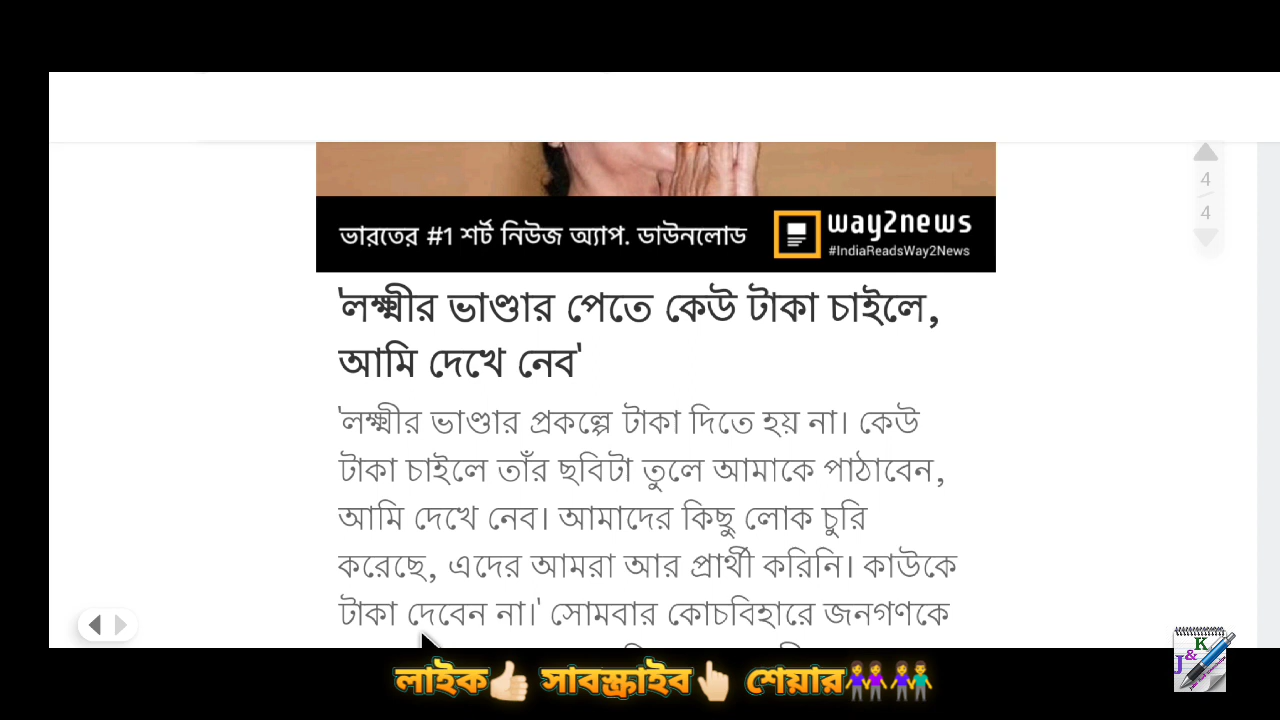 ভারতের #1 শর্ট নিউজ অ্যাপ. ডাউনলোড
way2news
#IndiaReadsWay2News
4
4
'লক্ষ্মীর ভাণ্ডার পেতে কেউ টাকা চাইলে,
আমি দেখে নেব'
'লক্ষ্মীর ভাণ্ডার প্রকল্পে টাকা দিতে হয় না। কেউ
টাকা চাইলে তাঁর ছবিটা তুলে আমাকে পাঠাবেন,
আমি দেখে নেব। আমাদের কিছু লোক চুরি
করেছে, এদের আমরা আর প্রার্থী করিনি। কাউকে
টাকা দেবেন না।' সোমবার কোচবিহারে জনগণকে
লাইক👍🏻 সাবস্ক্রাইব👆🏻 শেয়ার👭👫
J&K